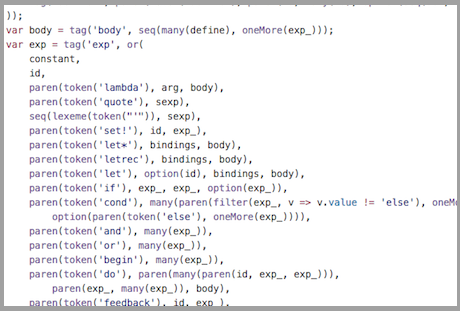 ));
var body = tag('body', seq(many(define), oneMore(exp_)));
var exp = tag('exp', or(
    constant,
    id,
    paren(token('lambda'), arg, body),
    paren(token('quote'), sexp),
    seq(lexeme(token("'")), sexp),
    paren(token('set!'), id, exp_),
    paren(token('let*'), bindings, body),
    paren(token('letrec'), bindings, body),
    paren(token('let'), option(id), bindings, body),
    paren(token('if'), exp_, exp_, option(exp_)),
    paren(token('cond'), many(paren(filter(exp_, v => v.value != 'else'), oneMo
        option(paren(token('else'), oneMore(exp_)))),
    paren(token('and'), many(exp_)),
    paren(token('or'), many(exp_)),
    paren(token('begin'), many(exp_)),
    paren(token('do'), paren(many(paren(id, exp_, exp_))),
        paren(exp_, many(exp_)), body),
    paren(token('feedback'), id, exp_),